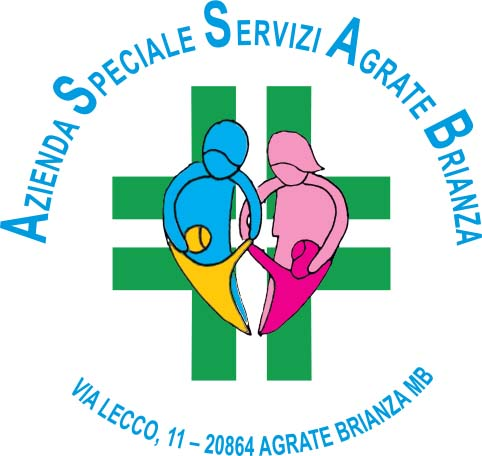 AZIENDA SPECIALE SERVIZI AGRATE BRIANZA
VIA LECCO, 11 – 20864 AGRATE BRIANZA MB